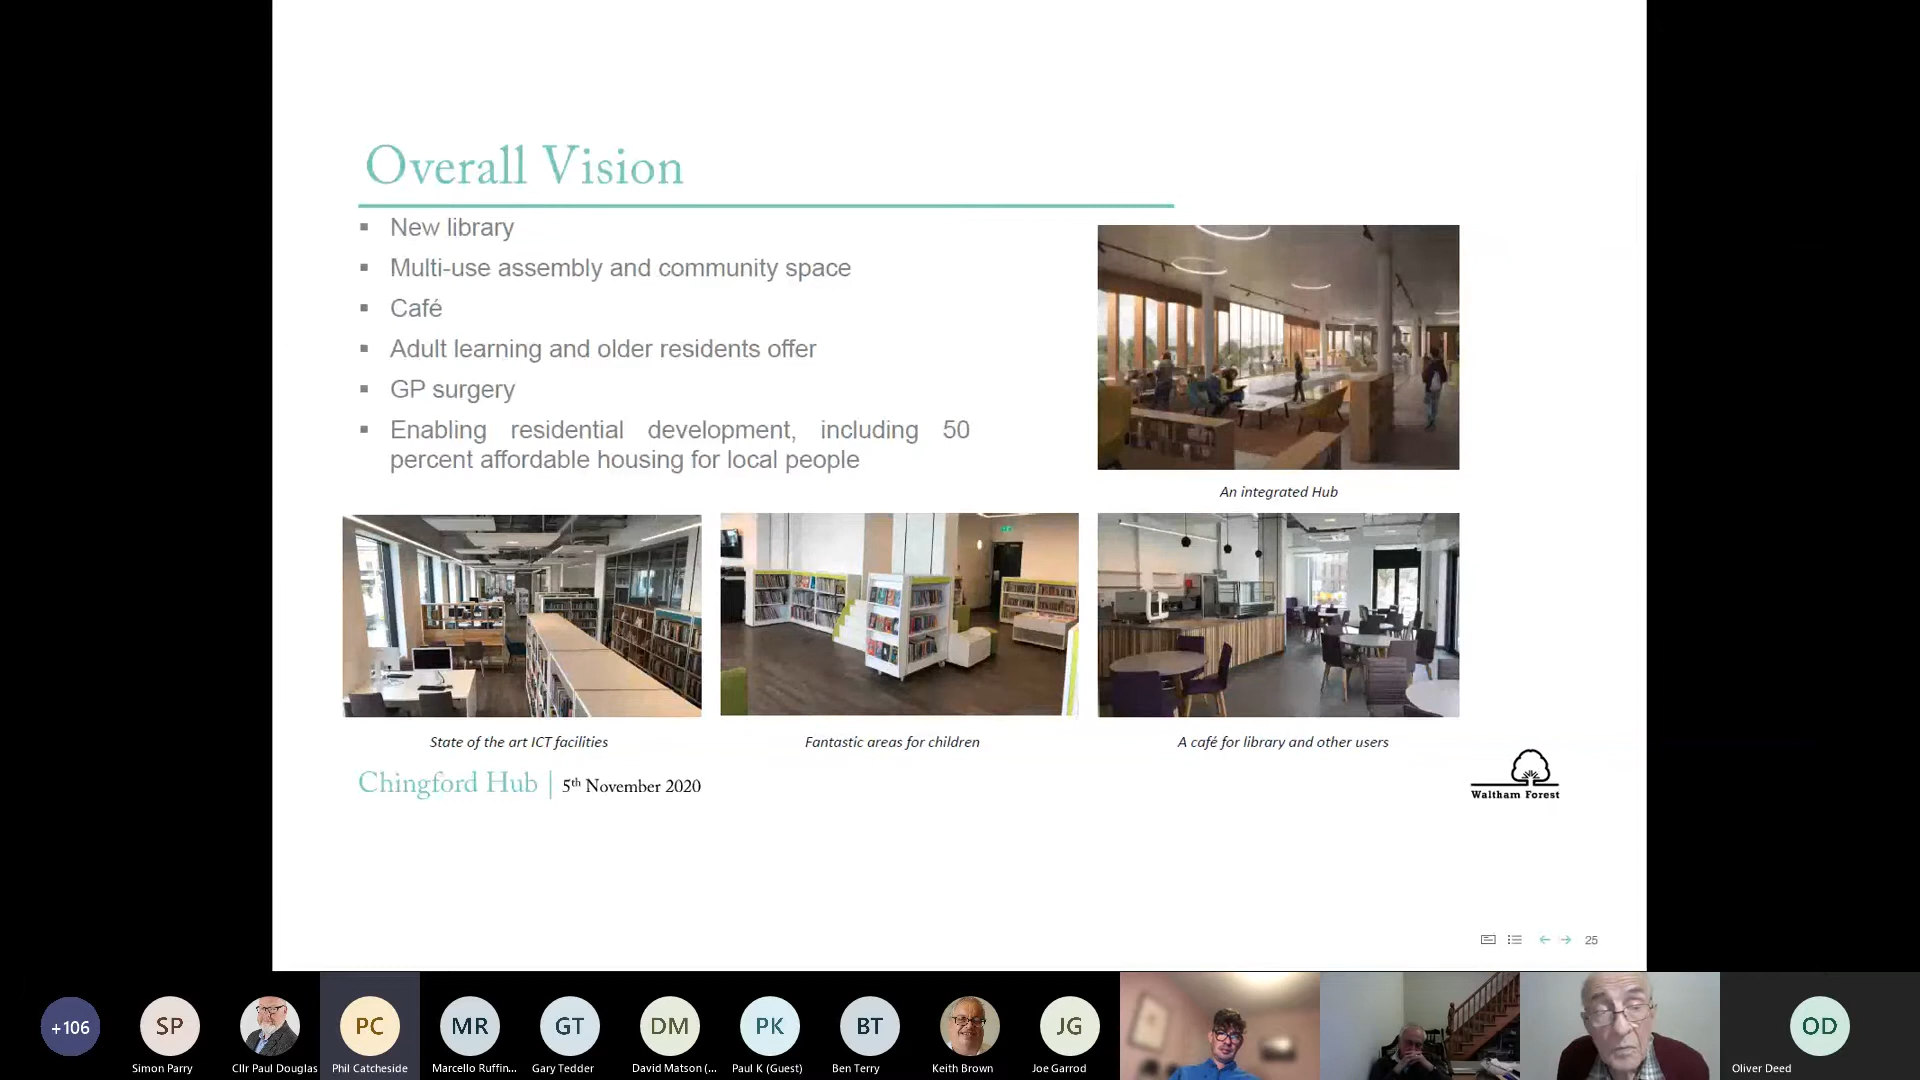 Overall Vision
New library
Multi-use assembly and community space
Café
Adult learning and older residents offer
GP surgery
Enabling residential development, including 50
percent affordable housing for local people
An integrated Hub
State of the art ICT facilities
Fantastic areas for children
A café for library and other users
Chingford Hub | 5th November 2020
Waltham Forest
25
+106
SP
PC
MR
GT
DM
PK
BT
JG
OD
Simon Parry
Cllr Paul Douglas
Phil Catcheside
Marcello Ruffin...
Gary Tedder
David Matson (...
Paul K (Guest)
Ben Terry
Keith Brown
Joe Garrod
Oliver Deed